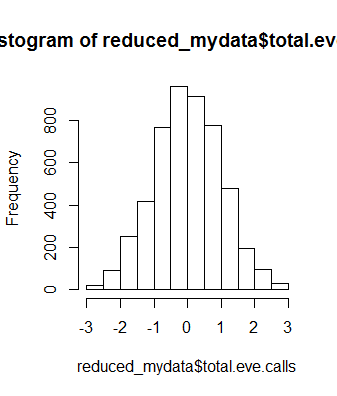 stogram of reduced_mydata$total.eve
Frequency
800
600
400
200
0
-3 -2 -1 0 1 2 3
reduced_mydata$total.eve.calls